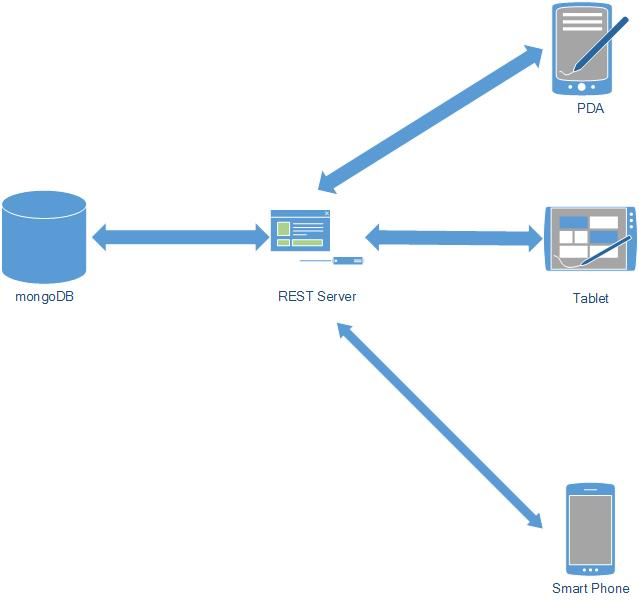 PDA
mongoDB
REST Server
Tablet
Smart Phone